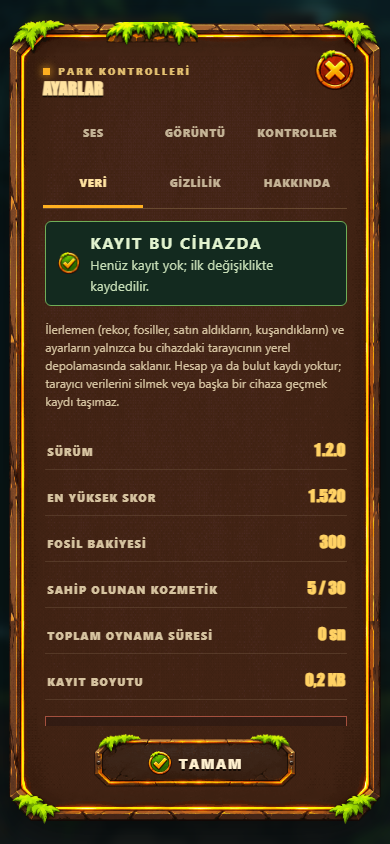 PARK KONTROLLERİ
AYARLAR
SES GÖRÜNTÜ KONTROLLER
VERİ GİZLİLİK HAKKINDA
KAYIT BU CİHAZDA
Henüz kayıt yok; ilk değişiklikte
kaydedilir.
İlerlemen (rekor, fosiller, satın aldıkların, kuşandıkların) ve
ayarların yalnızca bu cihazdaki tarayıcının yerel
depolamasında saklanır. Hesap ya da bulut kaydı yoktur;
tarayıcı verilerini silmek veya başka bir cihaza geçmek
kaydı taşımaz.
SÜRÜM 1.2.0
EN YÜKSEK SKOR 1.520
FOSİL BAKİYESİ 300
SAHİP OLUNAN KOZMETİK 5 / 30
TOPLAM OYNAMA SÜRESİ 0 sn
KAYIT BOYUTU 0,2 KB
TAMAM